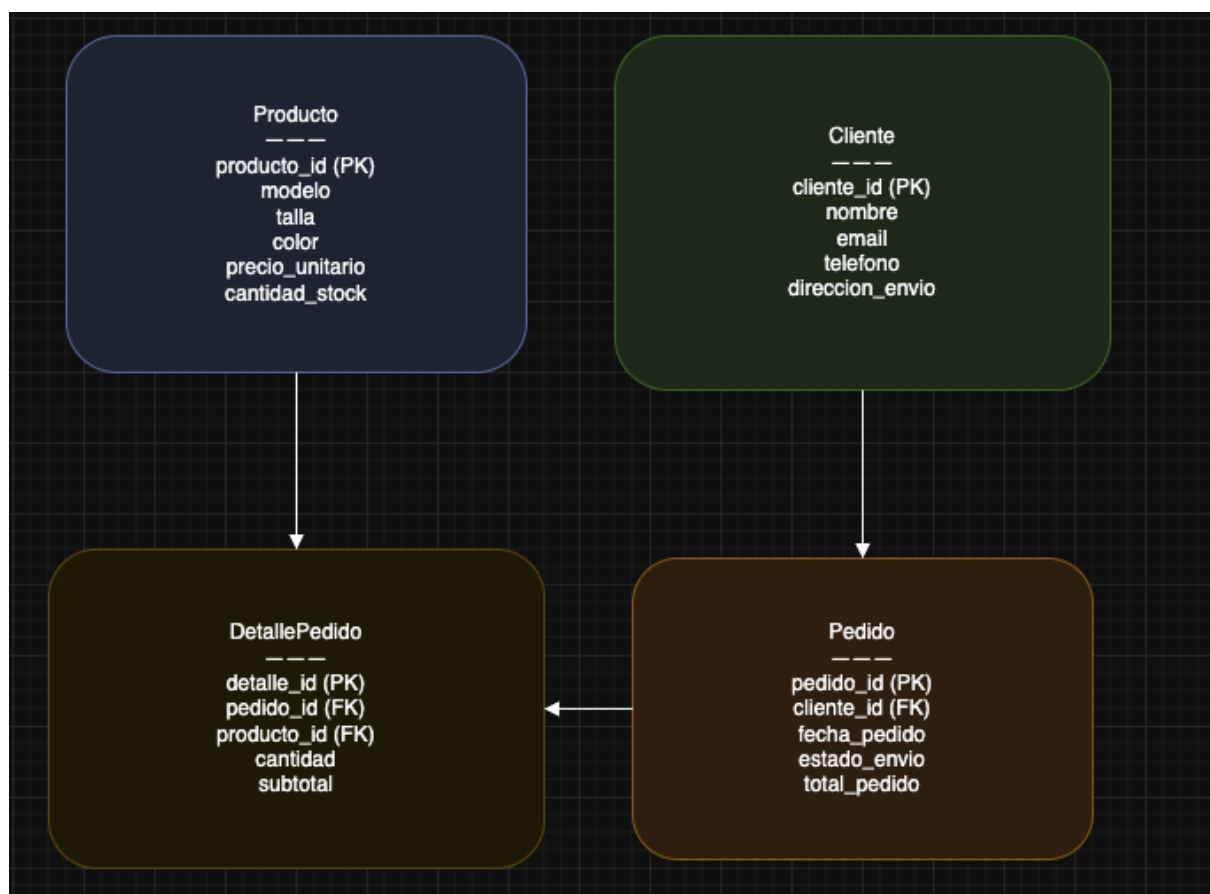 Producto
———
producto_id (PK)
modelo
talla
color
precio_unitario
cantidad_stock
Cliente
———
cliente_id (PK)
nombre
email
telefono
direccion_envio
DetallePedido
———
detalle_id (PK)
pedido_id (FK)
producto_id (FK)
cantidad
subtotal
Pedido
———
pedido_id (PK)
cliente_id (FK)
fecha_pedido
estado_envio
total_pedido